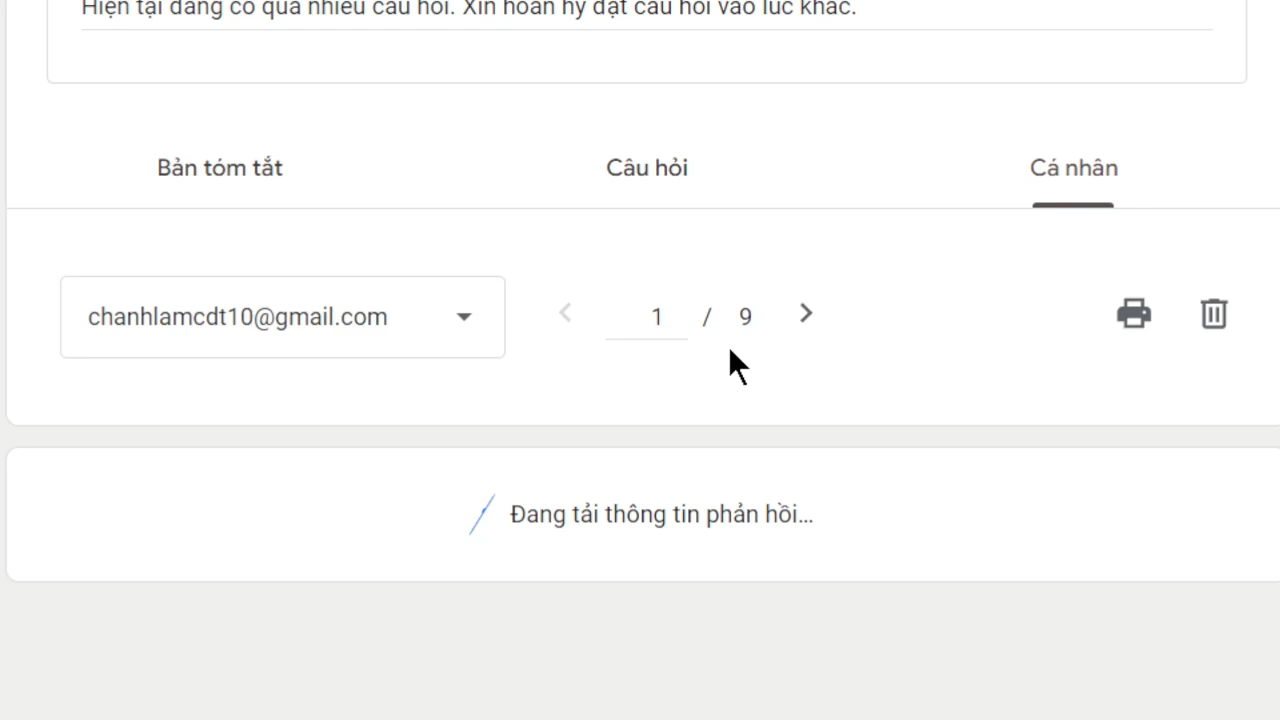 Hiện tại đang có quá nhiều câu hỏi. Xin hoan hỷ đặt câu hỏi vào lúc khác.
Bản tóm tắt
Câu hỏi
Cá nhân
chanhlamcdt10@gmail.com
1 / 9
Đang tải thông tin phản hồi...